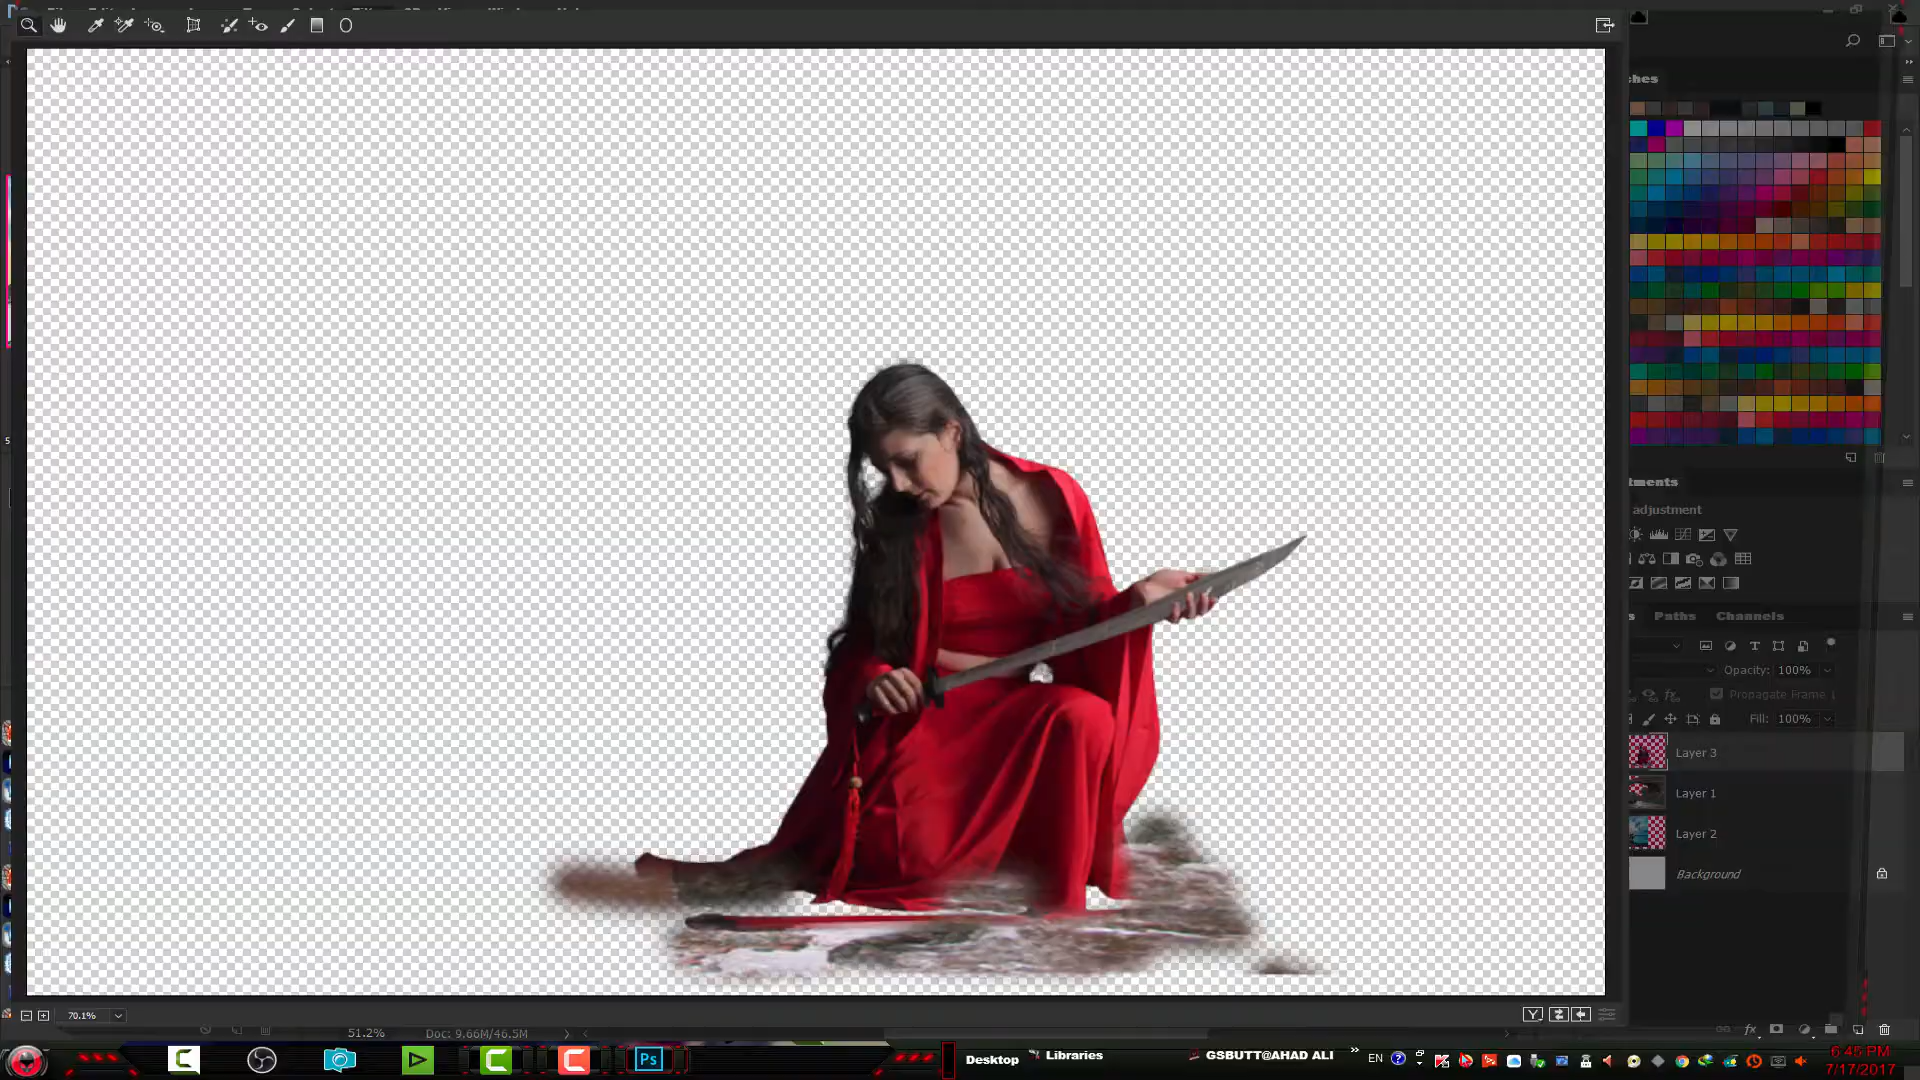 ches
tments
adjustment
s Paths Channels
Opacity: 100%
Propagate Frame 1
Fill: 100%
Layer 3
Layer 1
Layer 2
Background
70.1%
51.2% Doc: 9.66M/46.5M
Ps
Desktop
Libraries
GSBUTT@AHAD ALI
EN
6:45 PM
7/17/2017